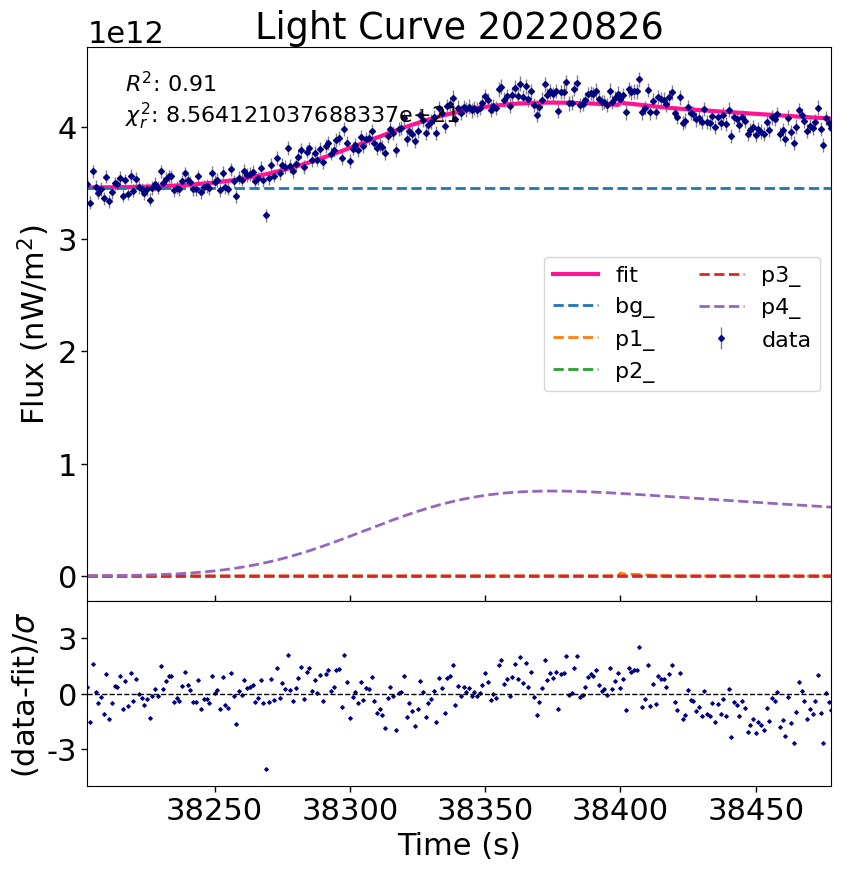 Light Curve 20220826
1e12
R²: 0.91
χ²ᵣ: 8.564121037688337e+21
4
3
2
1
0
Flux (nW/m²)
fit
bg_
p1_
p2_
p3_
p4_
data
3
0
-3
(data-fit)/σ
38250 38300 38350 38400 38450
Time (s)